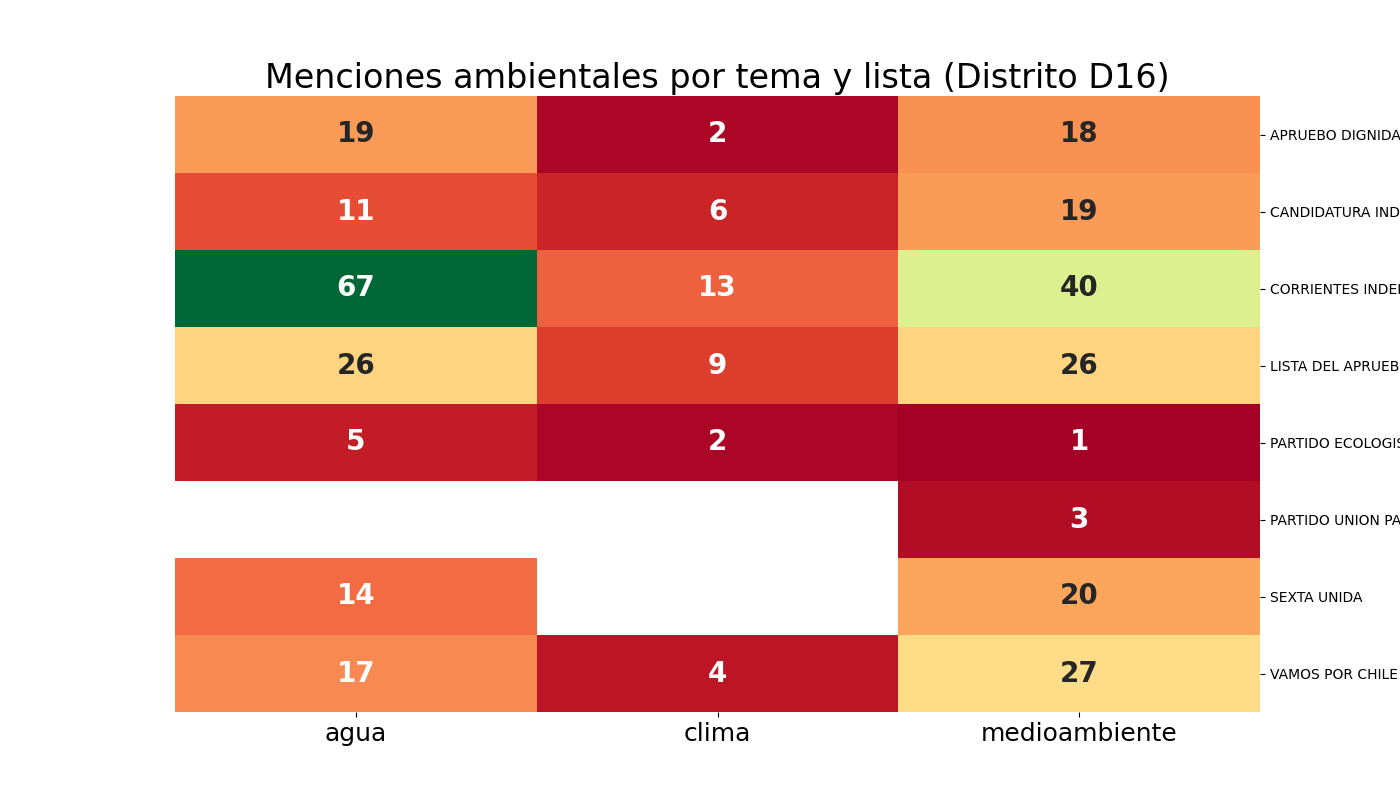 Menciones ambientales por tema y lista (Distrito D16)
19 2 18 APRUEBO DIGNIDA
11 6 19 CANDIDATURA IND
67 13 40 CORRIENTES INDE
26 9 26 LISTA DEL APRUEB
5 2 1 PARTIDO ECOLOGIS
3 PARTIDO UNION PA
14 20 SEXTA UNIDA
17 4 27 VAMOS POR CHILE
agua clima medioambiente